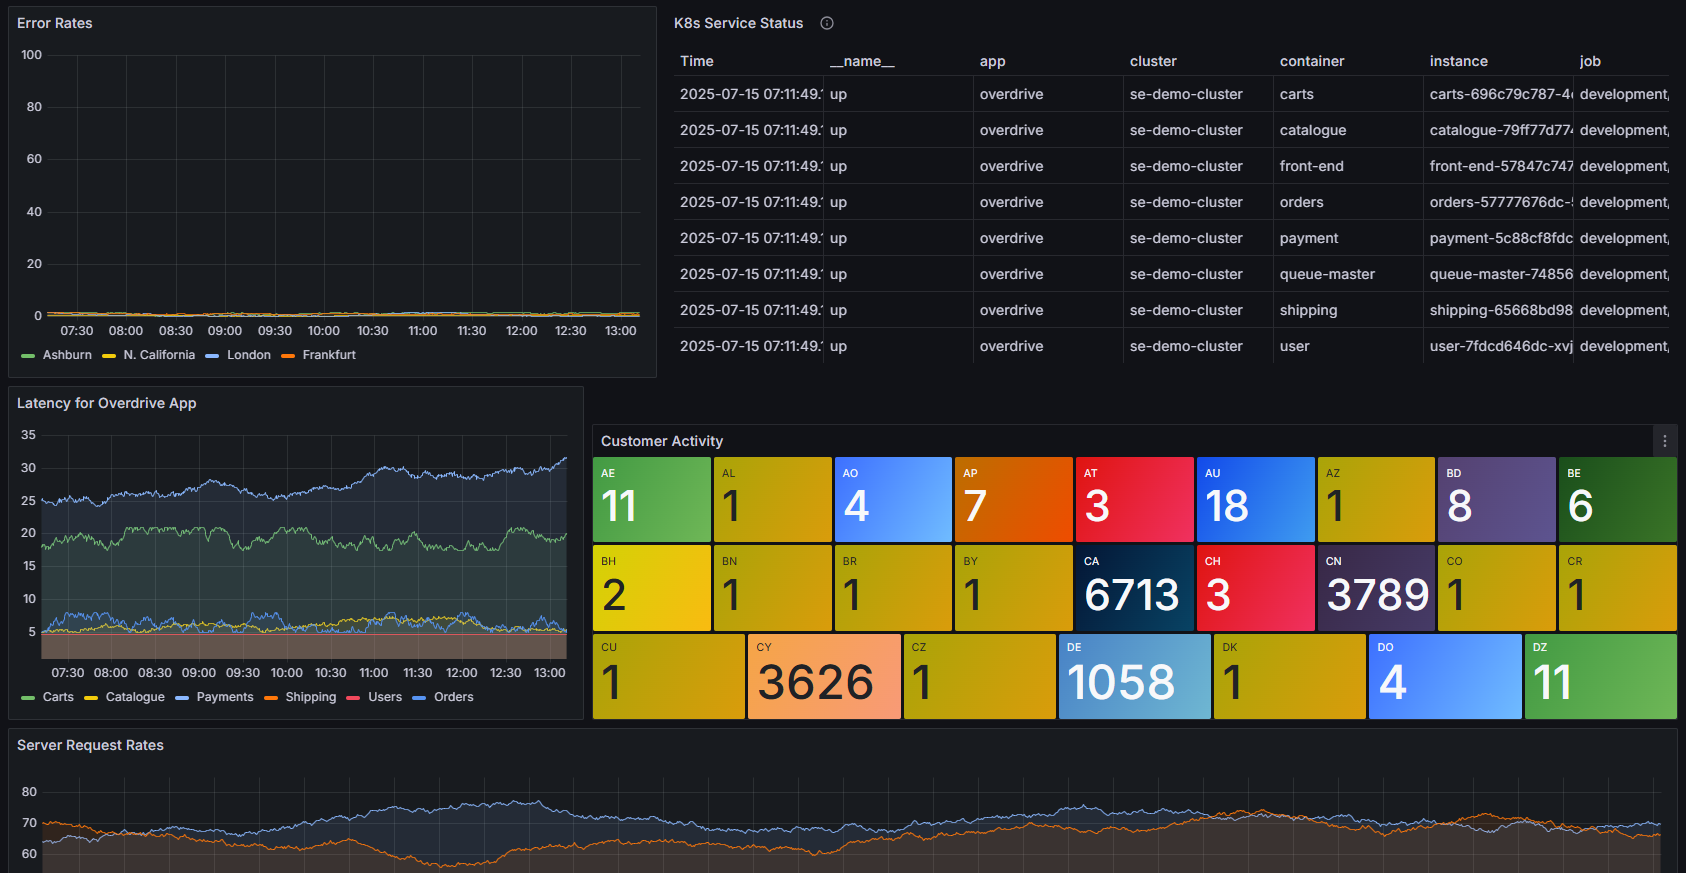 Error Rates
100
80
60
40
20
0
07:30 08:00 08:30 09:00 09:30 10:00 10:30 11:00 11:30 12:00 12:30 13:00
Ashburn N. California London Frankfurt
K8s Service Status
Time __name__ app cluster container instance job
2025-07-15 07:11:49. up overdrive se-demo-cluster carts carts-696c79c787-4 development,
2025-07-15 07:11:49. up overdrive se-demo-cluster catalogue catalogue-79ff77d774 development,
2025-07-15 07:11:49. up overdrive se-demo-cluster front-end front-end-57847c747 development,
2025-07-15 07:11:49. up overdrive se-demo-cluster orders orders-57777676dc- development,
2025-07-15 07:11:49. up overdrive se-demo-cluster payment payment-5c88cf8fdc development,
2025-07-15 07:11:49. up overdrive se-demo-cluster queue-master queue-master-74856 development,
2025-07-15 07:11:49. up overdrive se-demo-cluster shipping shipping-65668bd98 development,
2025-07-15 07:11:49. up overdrive se-demo-cluster user user-7fdcd646dc-xvj development,
Latency for Overdrive App
35
30
25
20
15
10
5
07:30 08:00 08:30 09:00 09:30 10:00 10:30 11:00 11:30 12:00 12:30 13:00
Carts Catalogue Payments Shipping Users Orders
Customer Activity
AE AL AO AP AT AU AZ BD BE
11 1 4 7 3 18 1 8 6
BH BN BR BY CA CH CN CO CR
2 1 1 1 6713 3 3789 1 1
CU CY CZ DE DK DO DZ
1 3626 1 1058 1 4 11
Server Request Rates
80
70
60